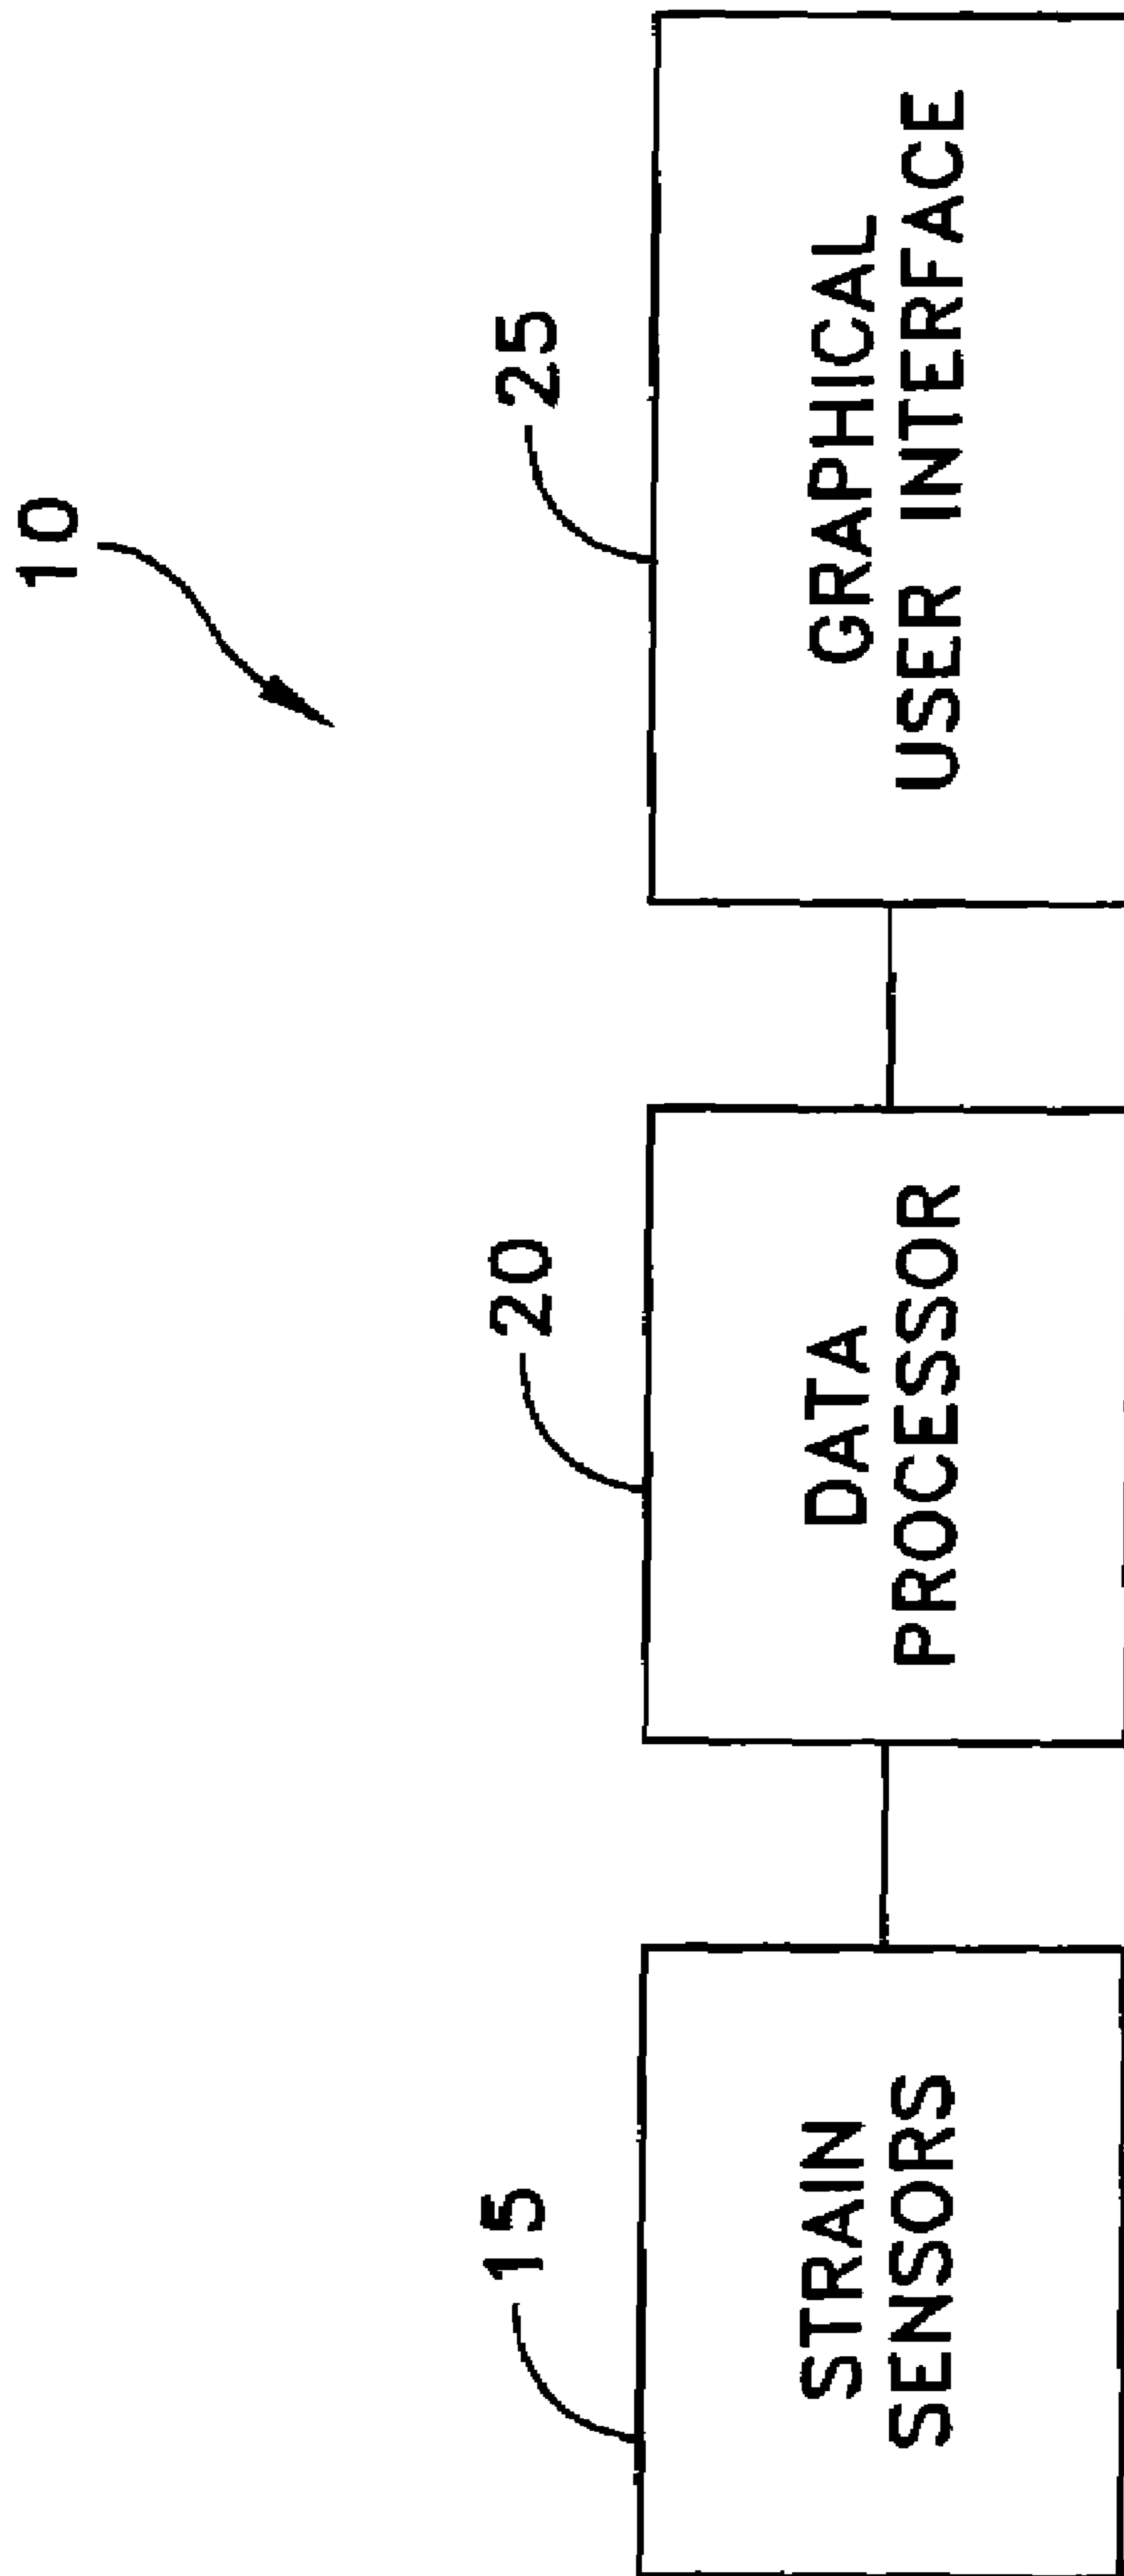 10
15
20
25
STRAIN
SENSORS
DATA
PROCESSOR
GRAPHICAL
USER INTERFACE